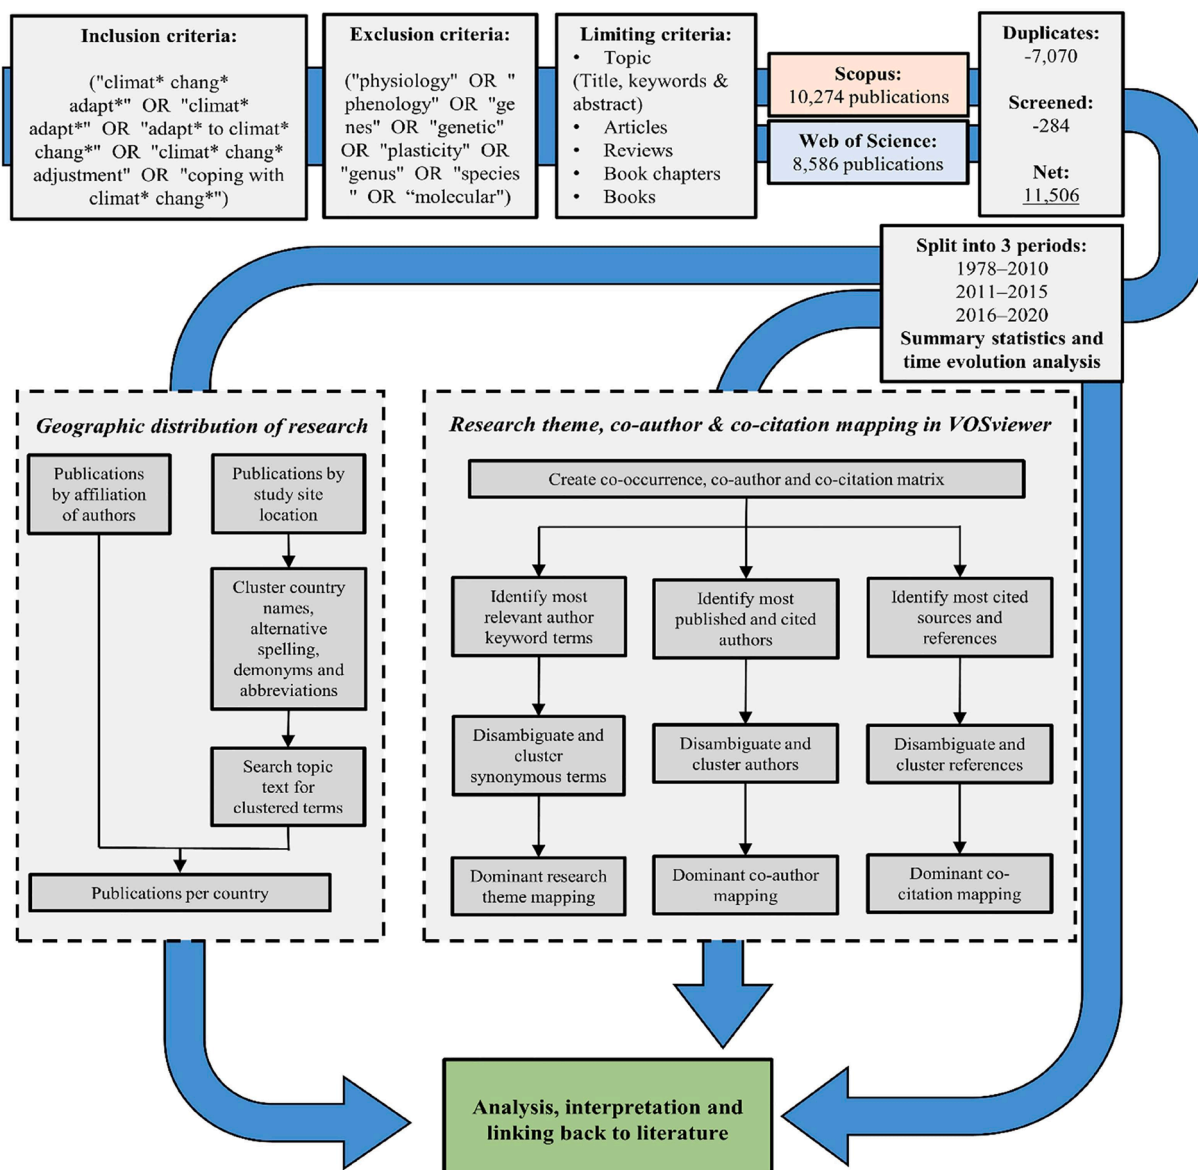 Inclusion criteria:
("climat* chang*
adapt*" OR "climat*
adapt*" OR "adapt* to climat*
chang*" OR "climat* chang*
adjustment" OR "coping with
climat* chang*")
Exclusion criteria:
("physiology" OR "
phenology" OR "ge
nes" OR "genetic"
OR "plasticity" OR
"genus" OR "species
" OR “molecular")
Limiting criteria:
• Topic
(Title, keywords &
abstract)
• Articles
• Reviews
• Book chapters
• Books
Scopus:
10,274 publications
Web of Science:
8,586 publications
Duplicates:
-7,070
Screened:
-284
Net:
11,506
Split into 3 periods:
1978–2010
2011–2015
2016–2020
Summary statistics and
time evolution analysis
Geographic distribution of research
Publications
by affiliation
of authors
Publications by
study site
location
Cluster country
names,
alternative
spelling,
demonyms and
abbreviations
Search topic
text for
clustered terms
Publications per country
Research theme, co-author & co-citation mapping in VOSviewer
Create co-occurrence, co-author and co-citation matrix
Identify most
relevant author
keyword terms
Identify most
published and cited
authors
Identify most cited
sources and
references
Disambiguate and
cluster
synonymous terms
Disambiguate and
cluster authors
Disambiguate and
cluster references
Dominant research
theme mapping
Dominant co-author
mapping
Dominant co-
citation mapping
Analysis, interpretation and
linking back to literature